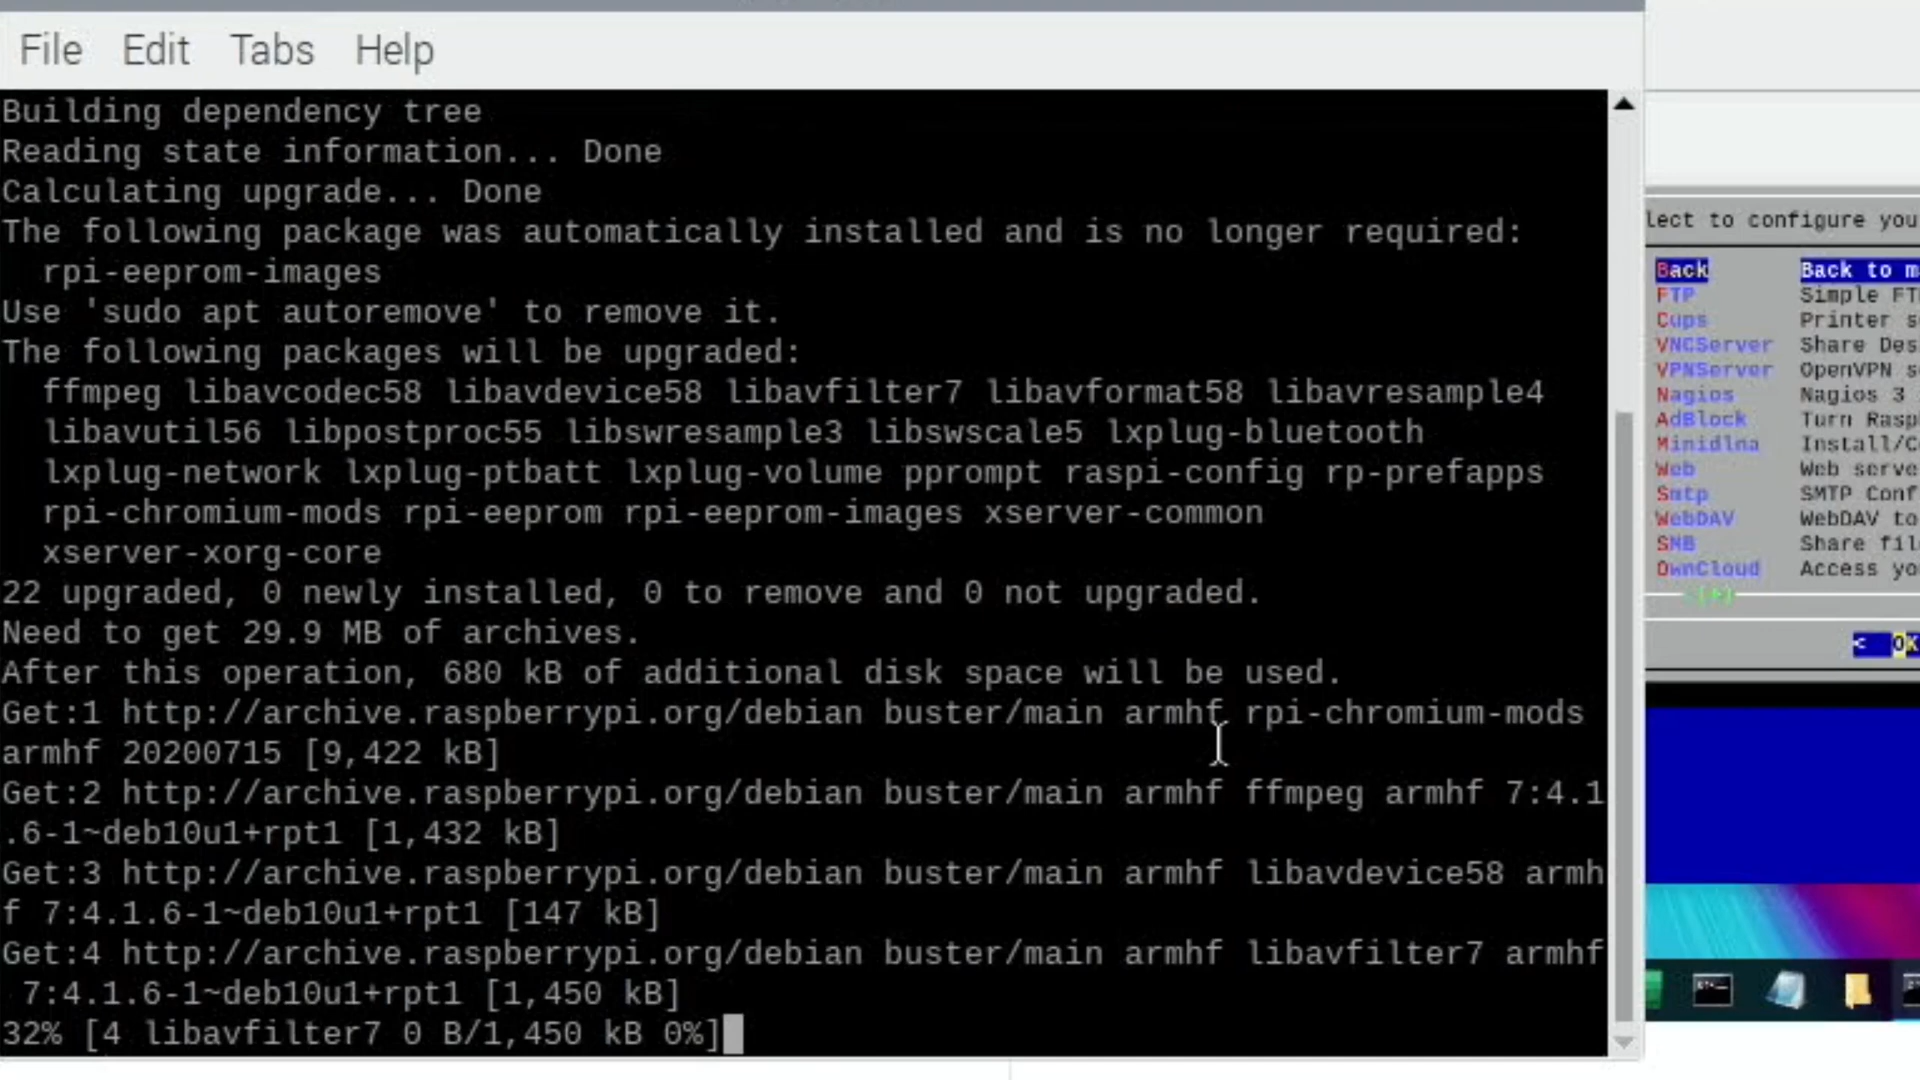 File Edit Tabs Help
Building dependency tree
Reading state information... Done
Calculating upgrade... Done
The following package was automatically installed and is no longer required:
rpi-eeprom-images
Use 'sudo apt autoremove' to remove it.
The following packages will be upgraded:
ffmpeg libavcodec58 libavdevice58 libavfilter7 libavformat58 libavresample4
libavutil56 libpostproc55 libswresample3 libswscale5 lxplug-bluetooth
lxplug-network lxplug-ptbatt lxplug-volume pprompt raspi-config rp-prefapps
rpi-chromium-mods rpi-eeprom rpi-eeprom-images xserver-common
xserver-xorg-core
22 upgraded, 0 newly installed, 0 to remove and 0 not upgraded.
Need to get 29.9 MB of archives.
After this operation, 680 kB of additional disk space will be used.
Get:1 http://archive.raspberrypi.org/debian buster/main armhf rpi-chromium-mods
armhf 20200715 [9,422 kB]
Get:2 http://archive.raspberrypi.org/debian buster/main armhf ffmpeg armhf 7:4.1
.6-1~deb10u1+rpt1 [1,432 kB]
Get:3 http://archive.raspberrypi.org/debian buster/main armhf libavdevice58 armh
f 7:4.1.6-1~deb10u1+rpt1 [147 kB]
Get:4 http://archive.raspberrypi.org/debian buster/main armhf libavfilter7 armhf
7:4.1.6-1~deb10u1+rpt1 [1,450 kB]
32% [4 libavfilter7 0 B/1,450 kB 0%]
lect to configure you
Back Back to m
FTP Simple FT
Cups Printer s
VNCServer Share Des
VPNServer OpenVPN s
Nagios Nagios 3
AdBlock Turn Rasp
Minidlna Install/C
Web Web serve
Smtp SMTP Conf
WebDAV WebDAV to
SMB Share fil
OwnCloud Access yo
(+)
< OK